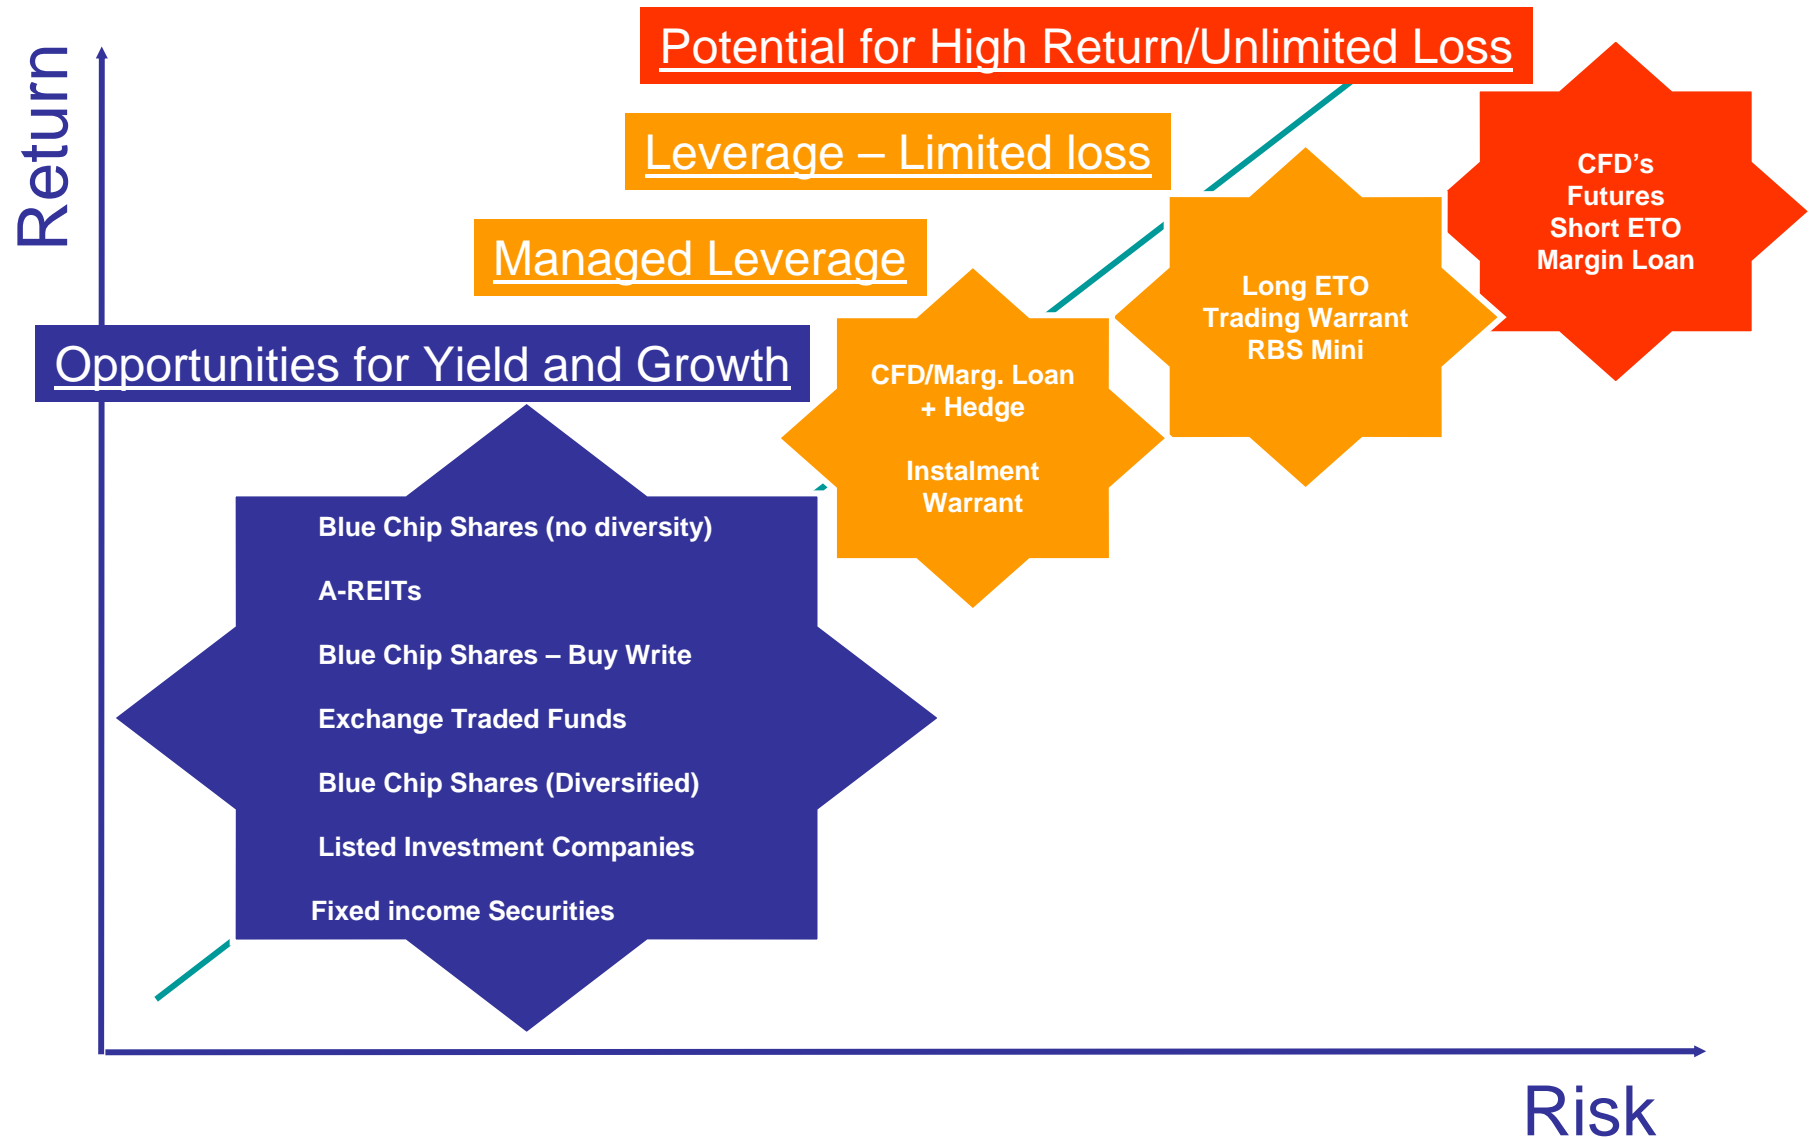 Return
Potential for High Return/Unlimited Loss
Leverage – Limited loss
Managed Leverage
Opportunities for Yield and Growth
CFD’s
Futures
Short ETO
Margin Loan
Long ETO
Trading Warrant
RBS Mini
CFD/Marg. Loan
+ Hedge
Instalment
Warrant
Blue Chip Shares (no diversity)
A-REITs
Blue Chip Shares – Buy Write
Exchange Traded Funds
Blue Chip Shares (Diversified)
Listed Investment Companies
Fixed income Securities
Risk